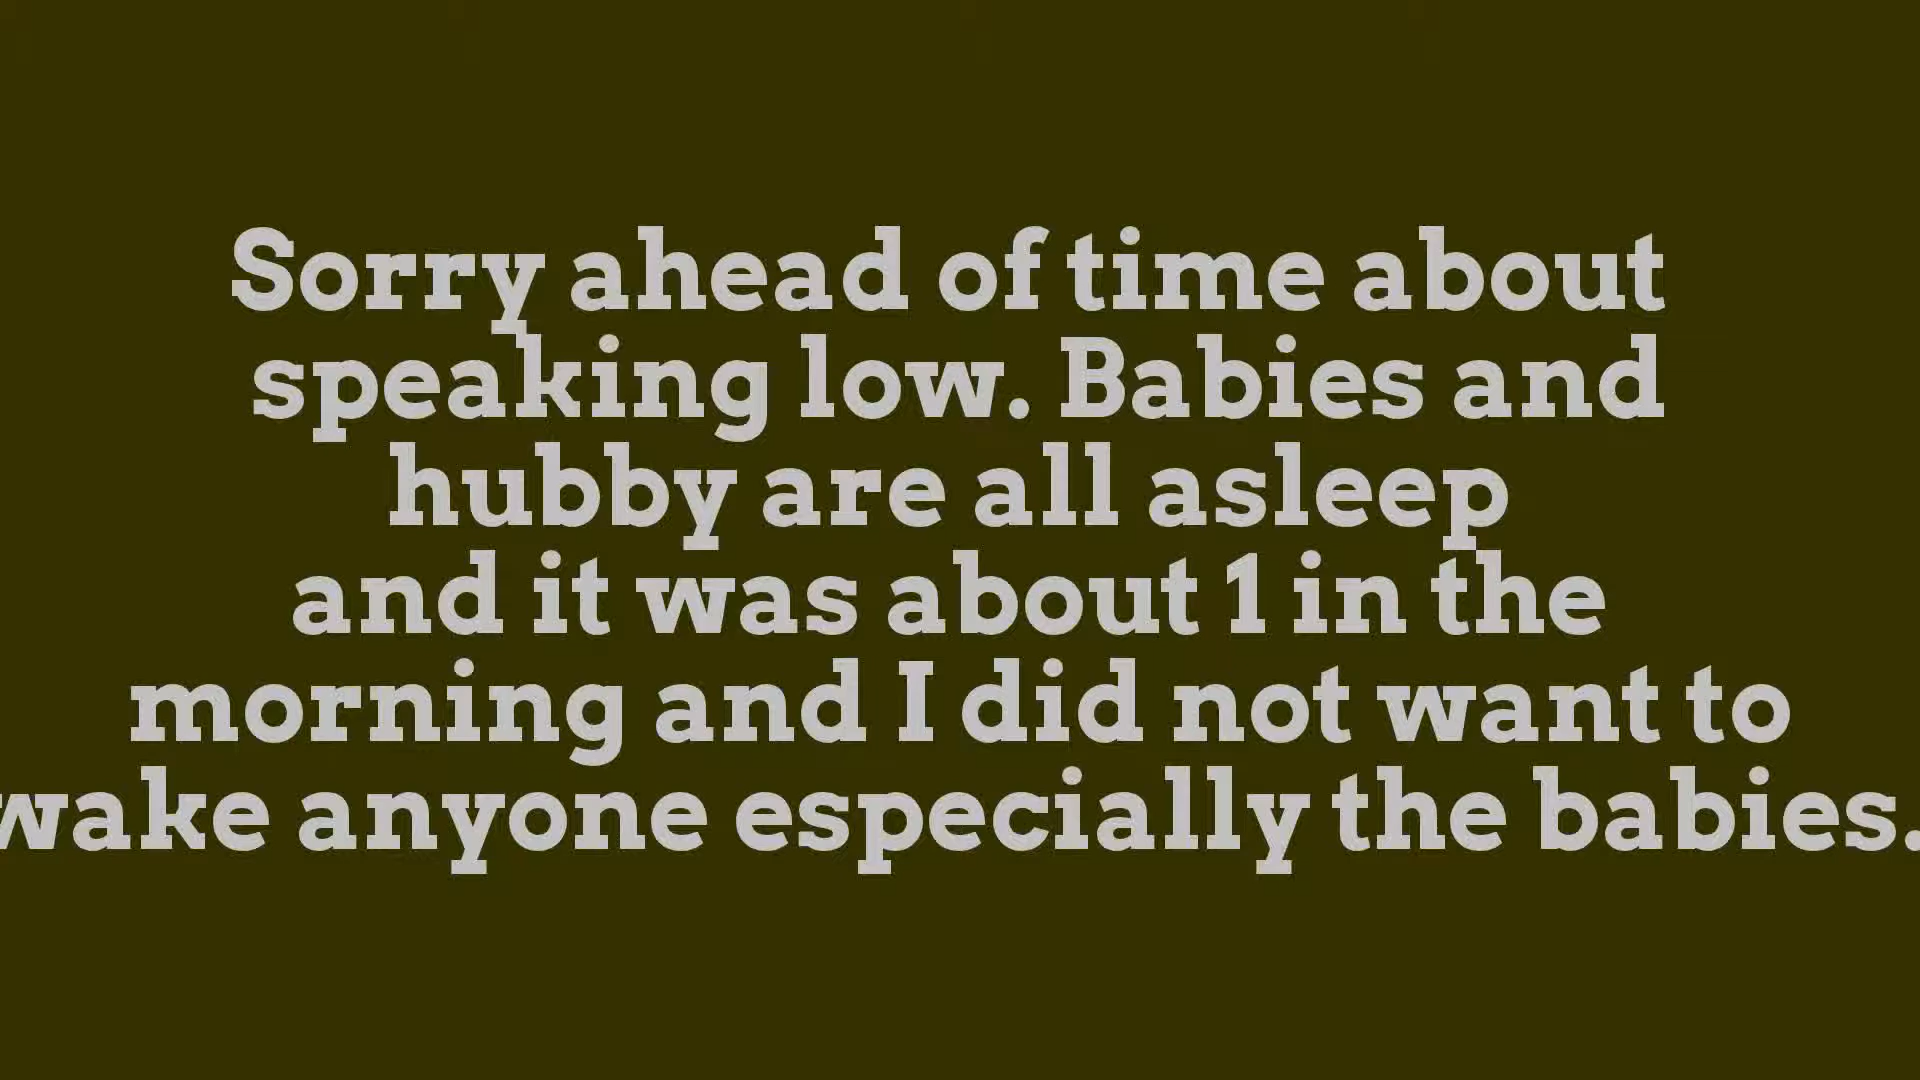 Sorry ahead of time about
speaking low. Babies and
hubby are all asleep
and it was about 1 in the
morning and I did not want to
wake anyone especially the babies.